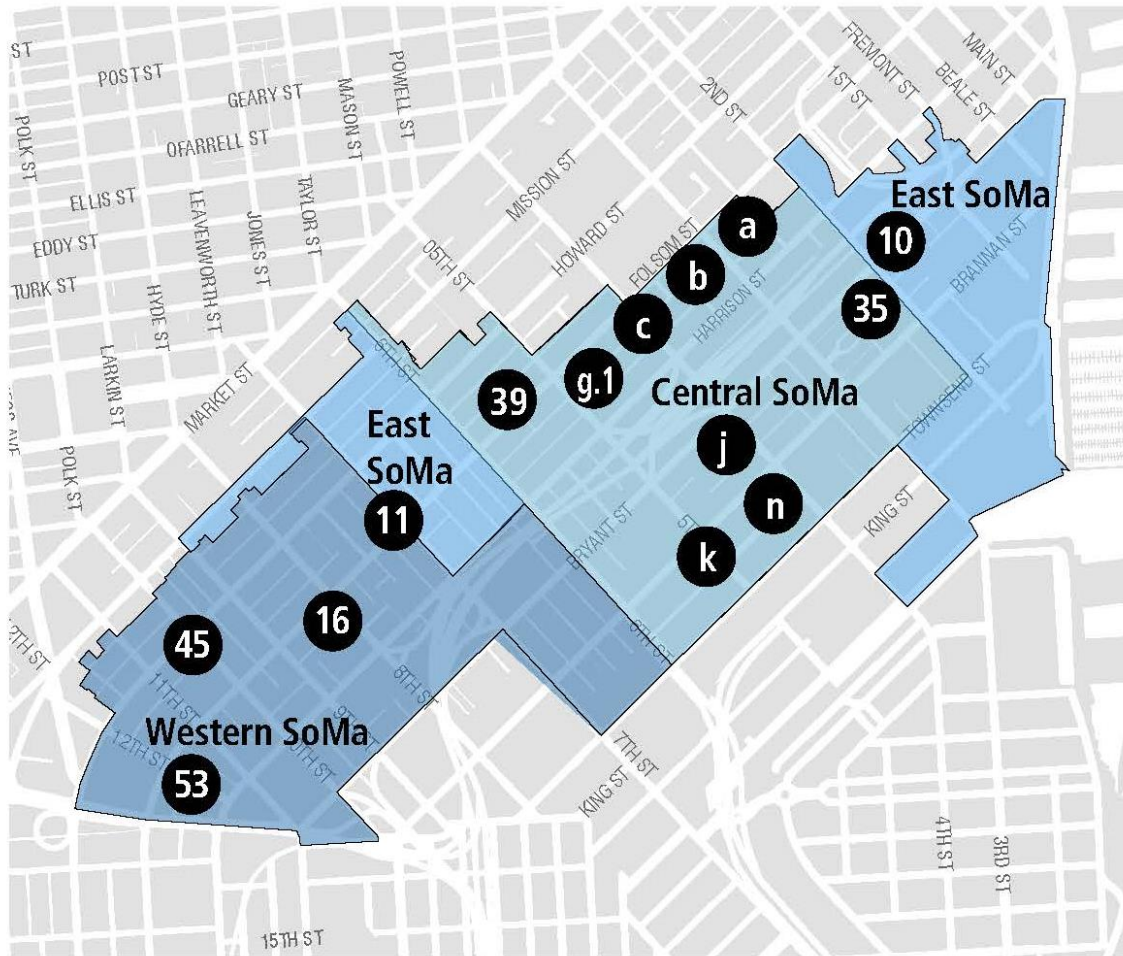 ST
POST ST
GEARY ST
OFARRELL ST
ELLIS ST
EDDY ST
TURK ST
POLK ST
LARKIN ST
HYDE ST
LEAVENWORTH ST
JONES ST
TAYLOR ST
MASON ST
POWELL ST
MARKET ST
POLK ST
MISSION ST
HOWARD ST
FOLSOM ST
HARRISON ST
05TH ST
2ND ST
1ST ST
FREMONT ST
BEALE ST
MAIN ST
East SoMa
10
BRANNAN ST
a
b
c
35
g.1
39
6TH ST
Central SoMa
TOWNSEND ST
East
SoMa
j
11
n
KING ST
BRYANT ST
5TH
k
16
45
6TH ST
12TH ST
11TH ST
8TH ST
9TH ST
Western SoMa
12TH ST
53
7TH ST
KING ST
4TH ST
3RD ST
15TH ST